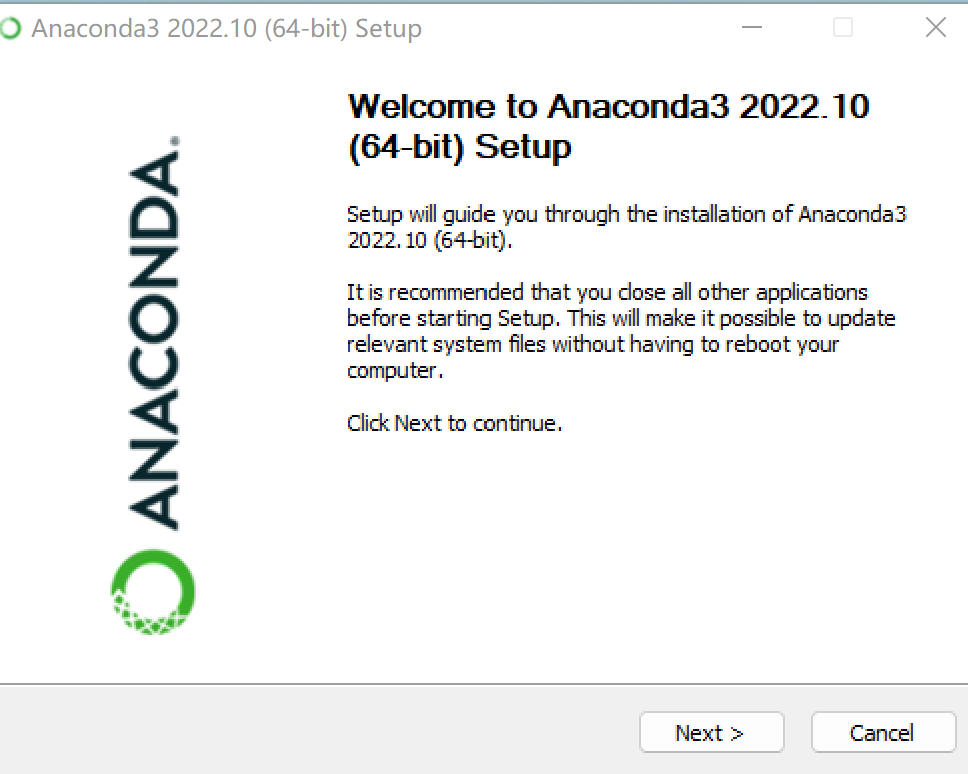 Anaconda3 2022.10 (64-bit) Setup
Welcome to Anaconda3 2022.10
(64-bit) Setup
ANACONDA.
Setup will guide you through the installation of Anaconda3
2022.10 (64-bit).
It is recommended that you close all other applications
before starting Setup. This will make it possible to update
relevant system files without having to reboot your
computer.
Click Next to continue.
Next >
Cancel